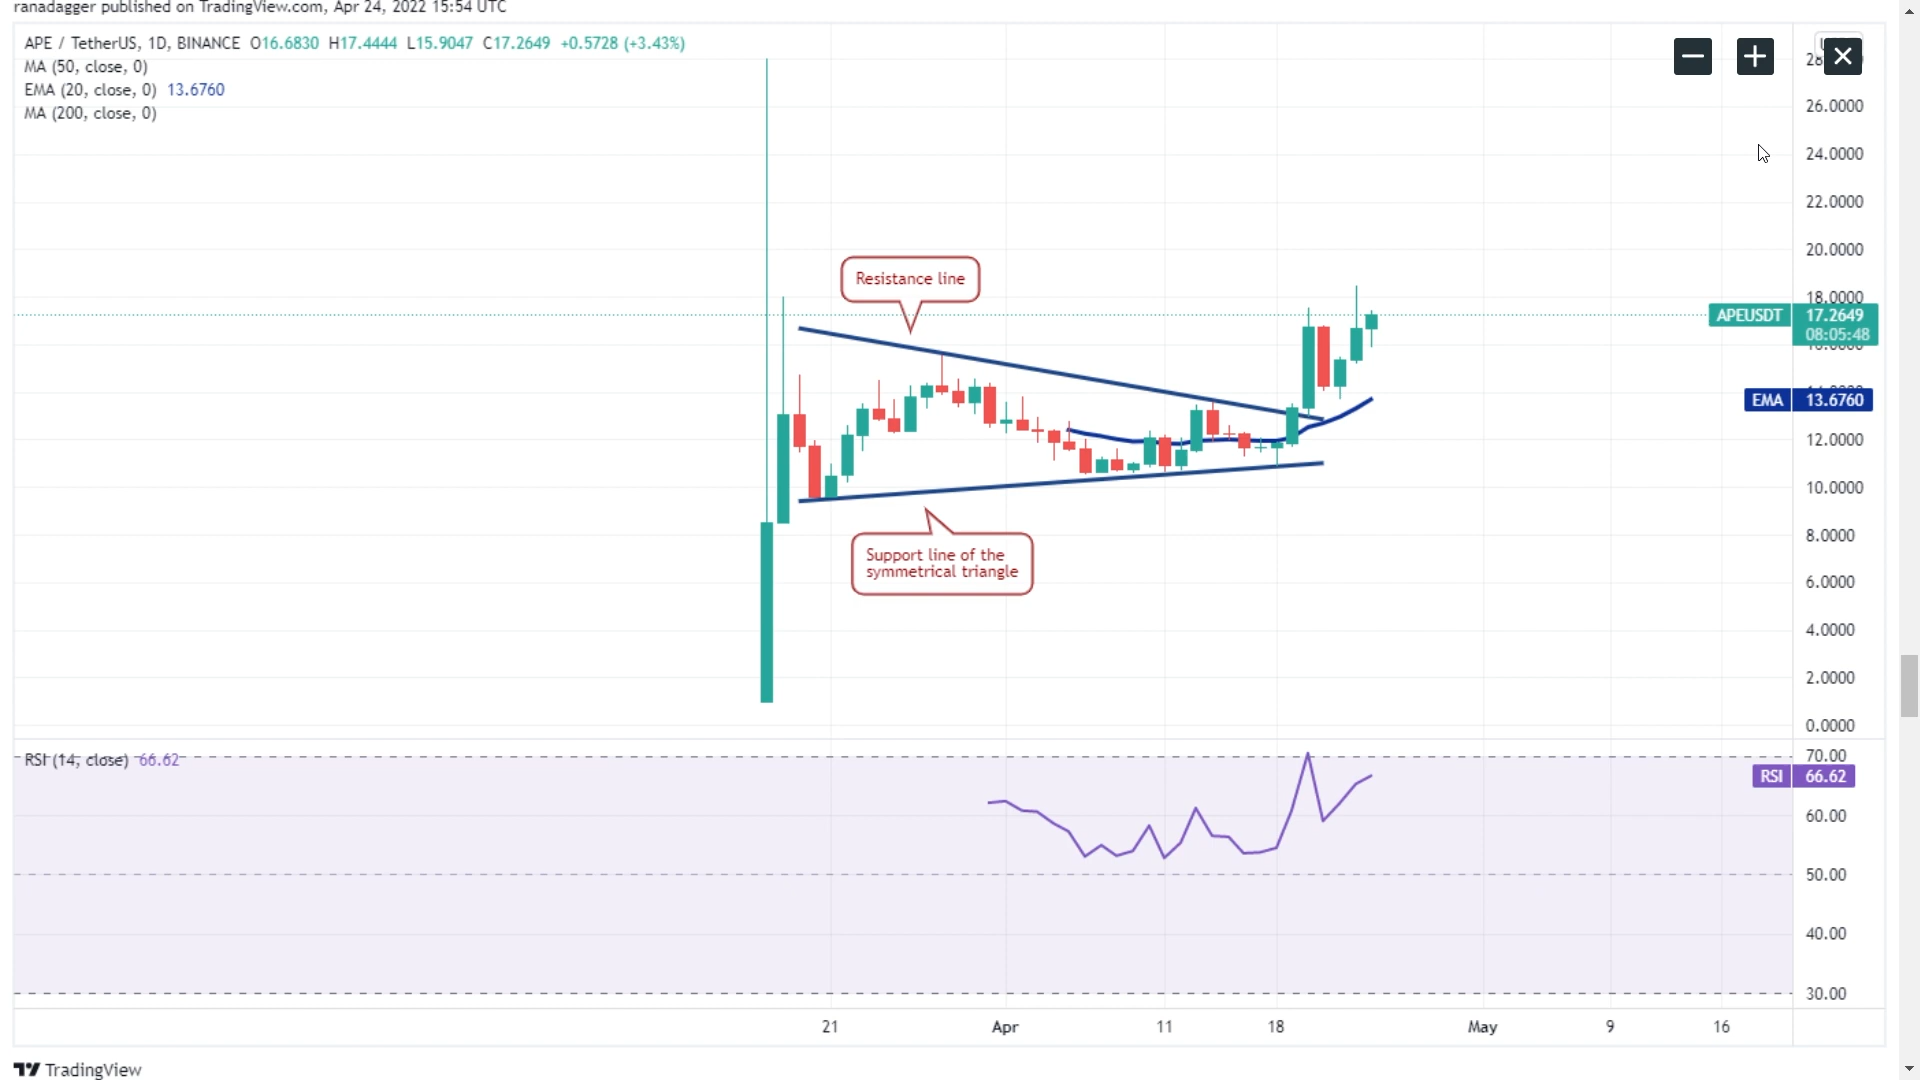 ranadagger published on TradingView.com, Apr 24, 2022 15:54 UTC
APE / TetherUS, 1D, BINANCE O16.6830 H17.4444 L15.9047 C17.2649 +0.5728 (+3.43%)
MA (50, close, 0)
EMA (20, close, 0) 13.6760
MA (200, close, 0)
26.0000
24.0000
22.0000
20.0000
Resistance line
18.0000
APEUSDT 17.2649
08:05:48
EMA 13.6760
12.0000
10.0000
8.0000
Support line of the
symmetrical triangle
6.0000
4.0000
2.0000
0.0000
RSI (14, close) 66.62
70.00
RSI 66.62
60.00
50.00
40.00
30.00
21 Apr 11 18 May 9 16
TradingView